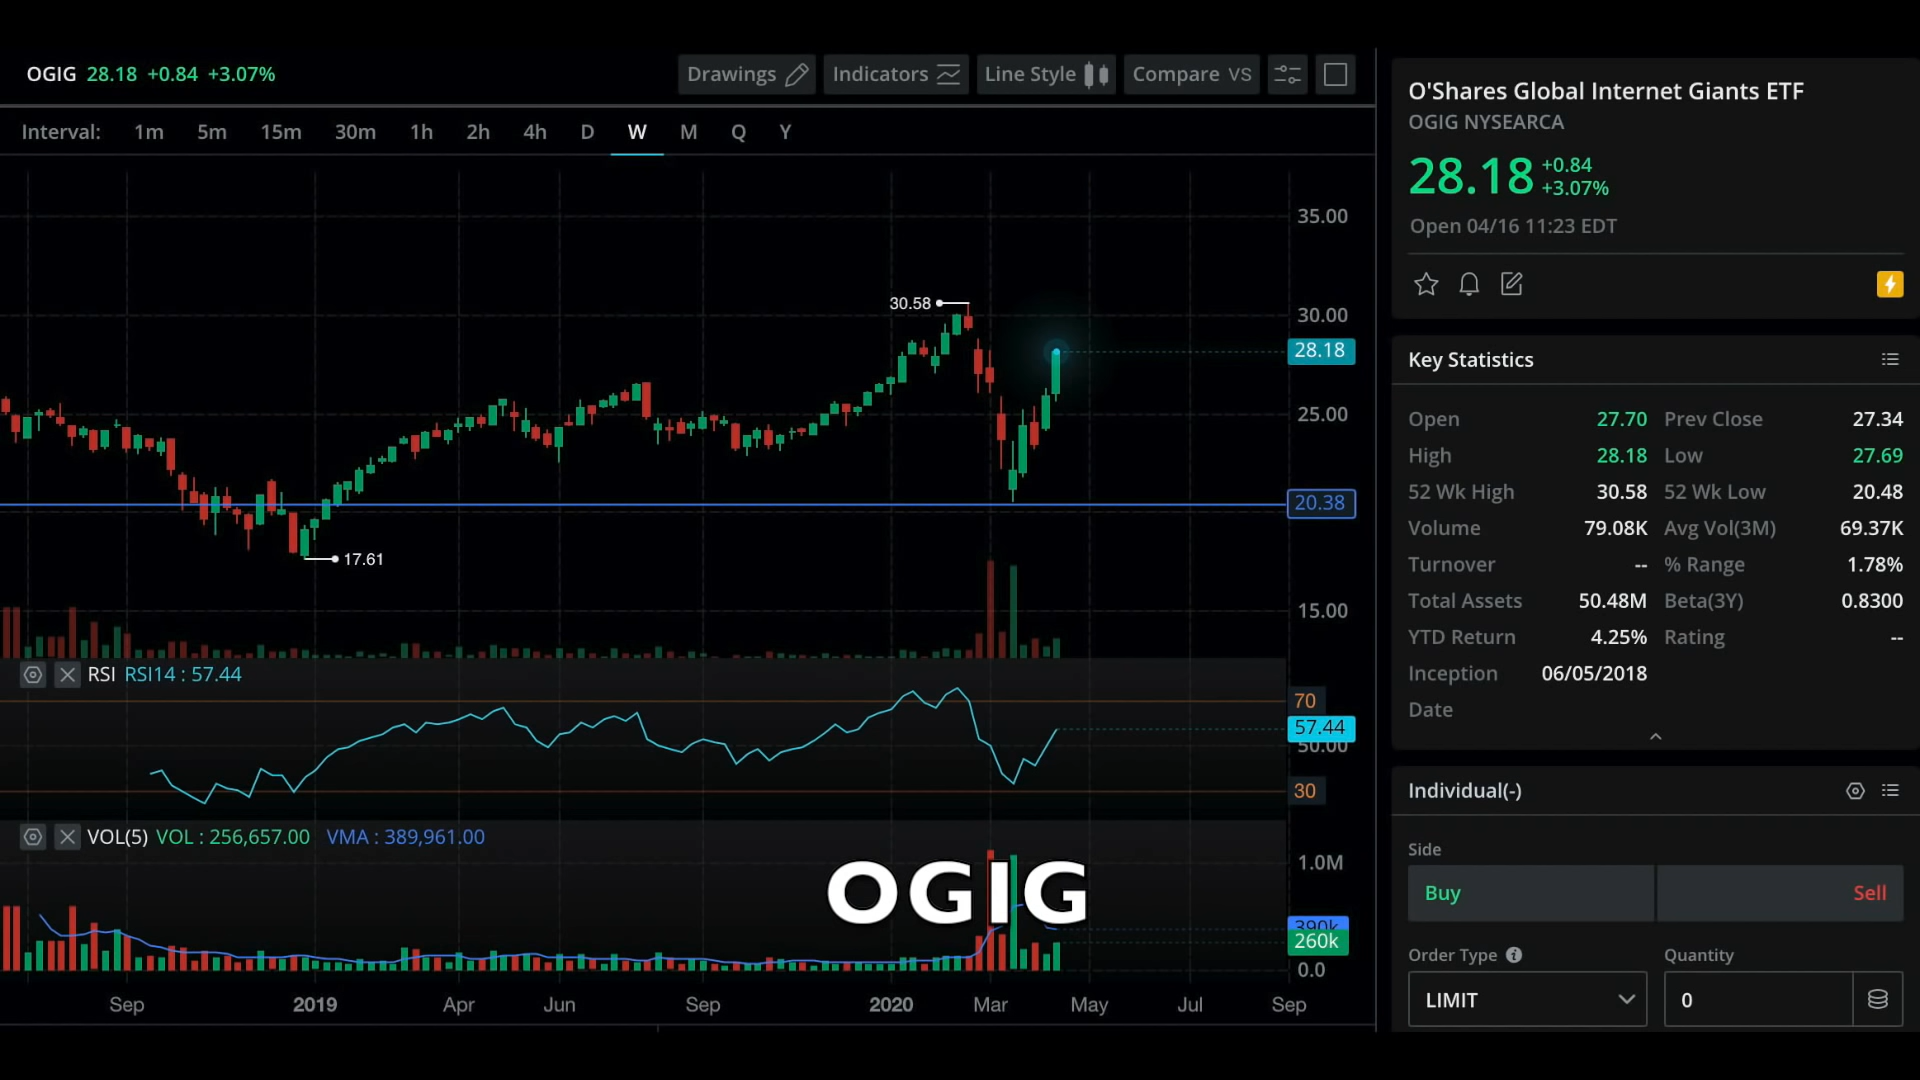 OGIG 28.18 +0.84 +3.07%
Drawings Indicators Line Style Compare VS
Interval: 1m 5m 15m 30m 1h 2h 4h D W M Q Y
35.00
30.58
30.00
28.18
25.00
20.38
17.61
15.00
RSI RSI14 : 57.44
70
57.44
50.00
30
VOL(5) VOL : 256,657.00 VMA : 389,961.00
1.0M
OGIG
390k
260k
0.0
Sep 2019 Apr Jun Sep 2020 Mar May Jul Sep
O'Shares Global Internet Giants ETF
OGIG NYSEARCA
28.18 +0.84
+3.07%
Open 04/16 11:23 EDT
Key Statistics
Open 27.70 Prev Close 27.34
High 28.18 Low 27.69
52 Wk High 30.58 52 Wk Low 20.48
Volume 79.08K Avg Vol(3M) 69.37K
Turnover -- % Range 1.78%
Total Assets 50.48M Beta(3Y) 0.8300
YTD Return 4.25% Rating --
Inception 06/05/2018
Date
Individual(-)
Side
Buy Sell
Order Type Quantity
LIMIT 0